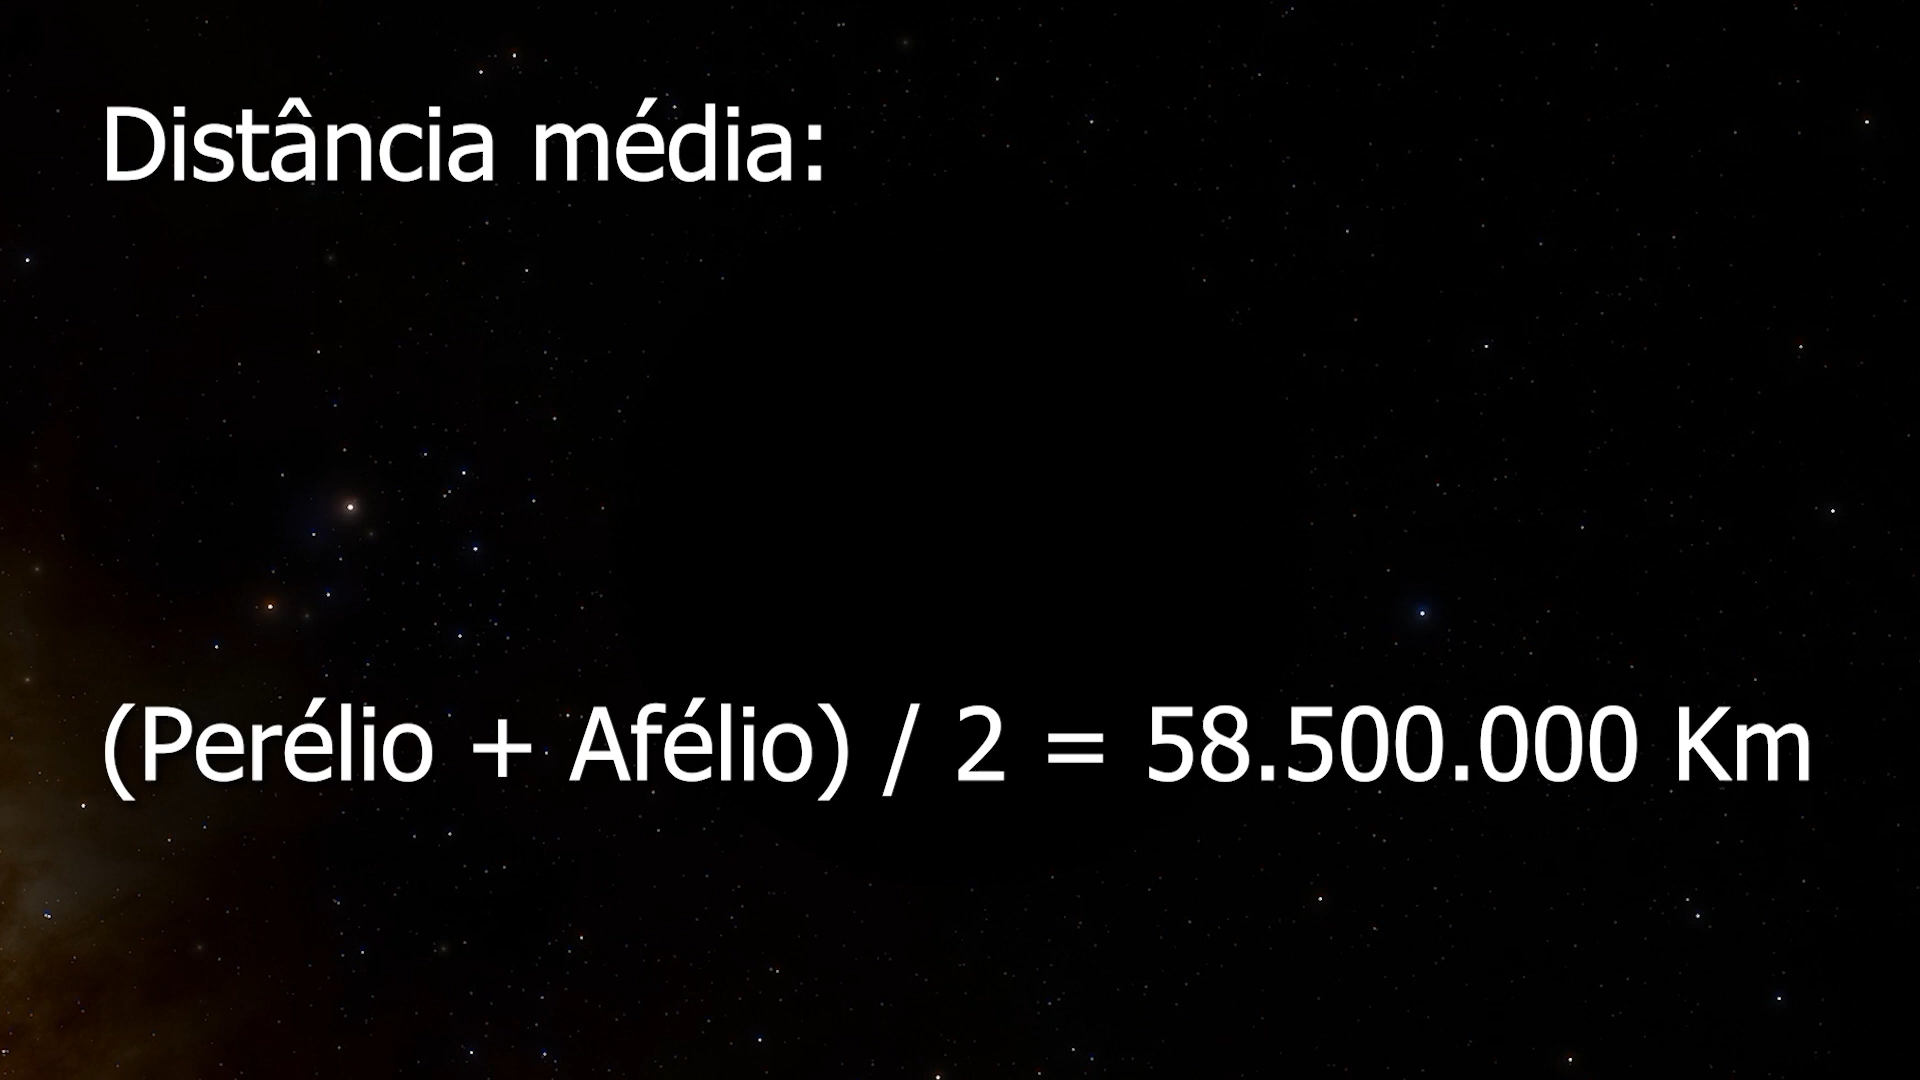 Distância média:
(Perélio + Afélio) / 2 = 58.500.000 Km